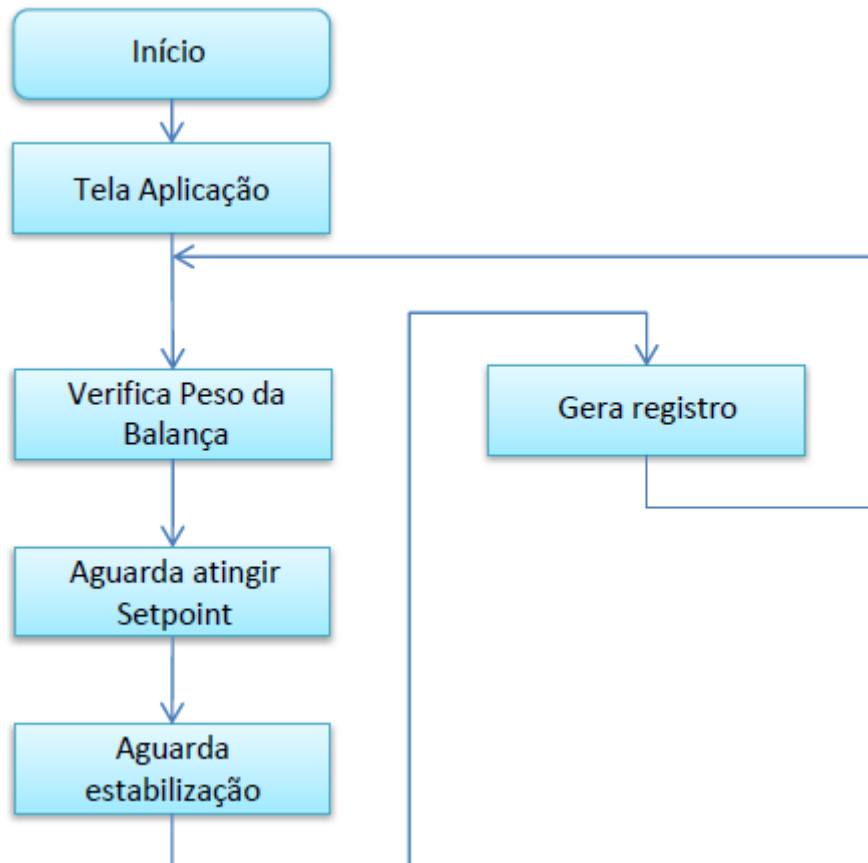 Início
Tela Aplicação
Verifica Peso da
Balança
Aguarda atingir
Setpoint
Aguarda
estabilização
Gera registro